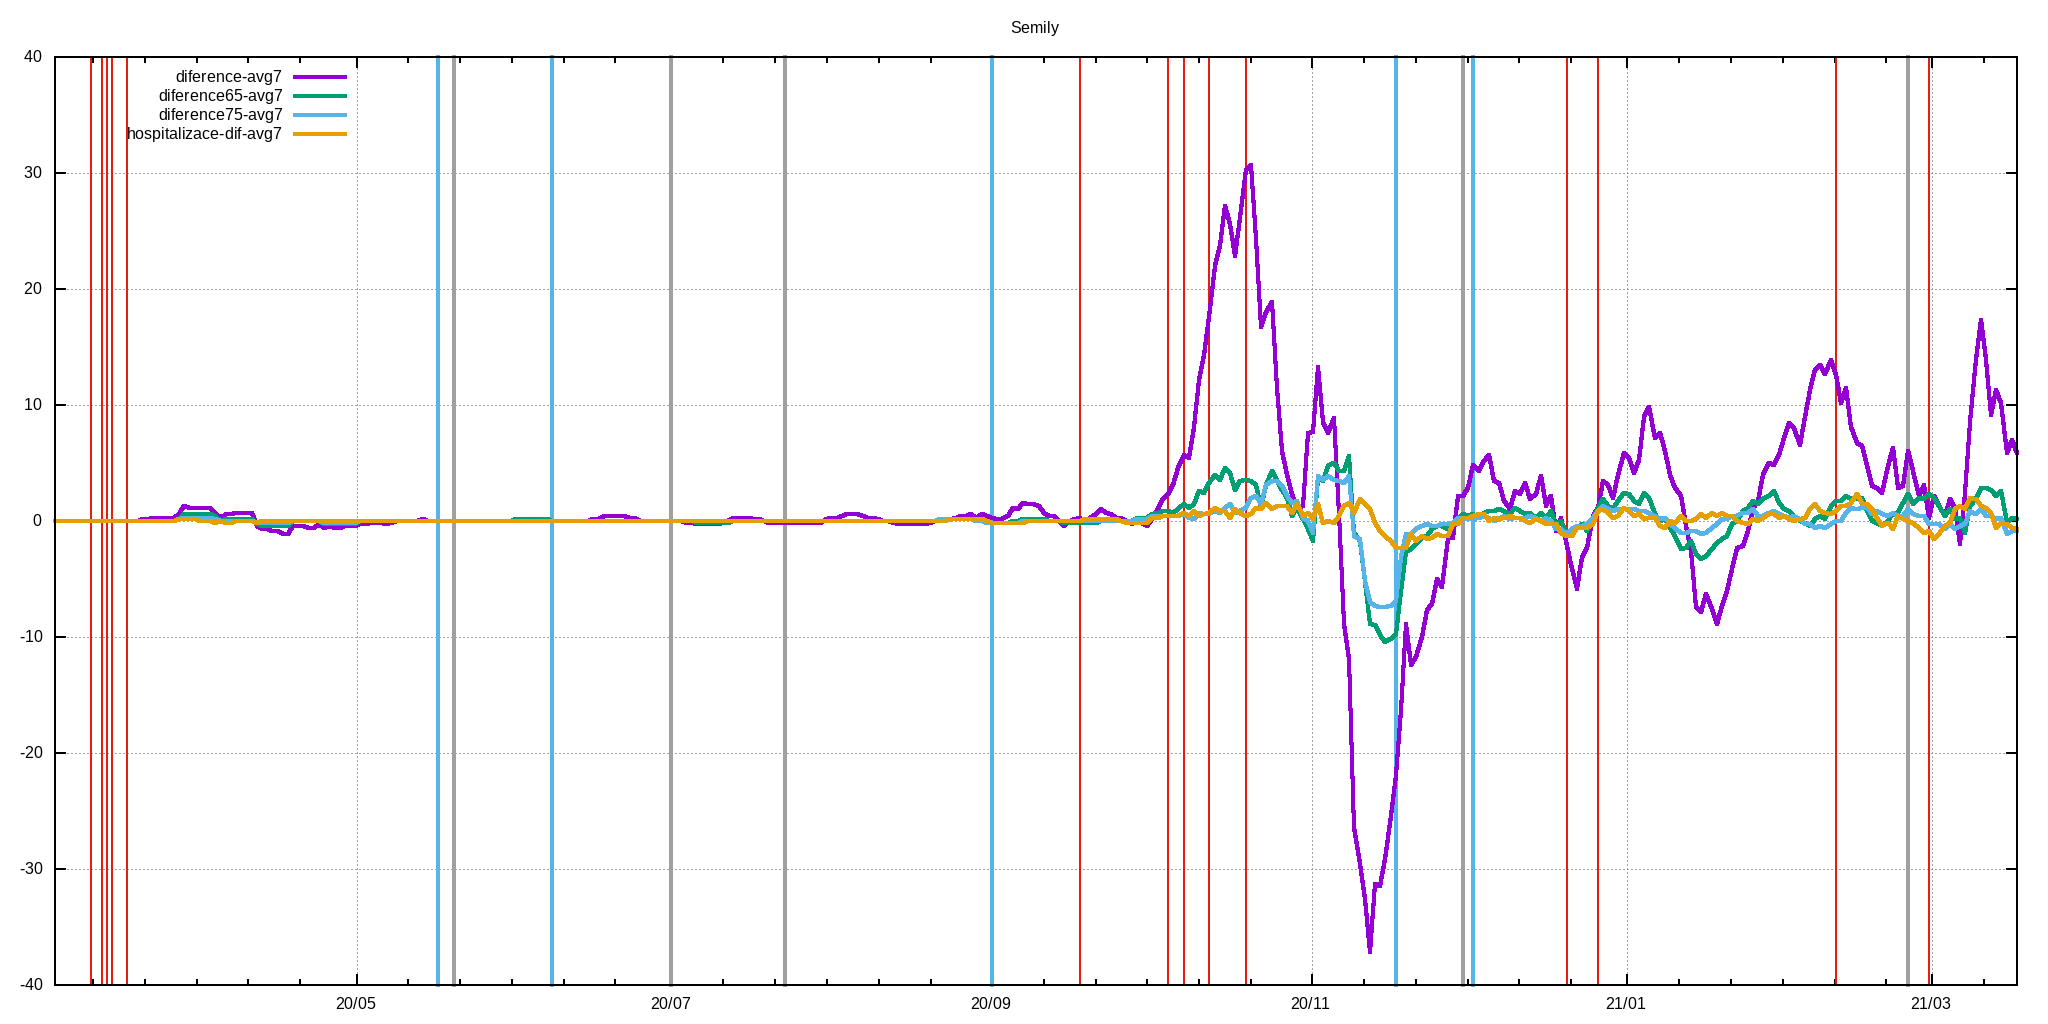 Semily
diference-avg7
diference65-avg7
diference75-avg7
hospitalizace-dif-avg7
40
30
20
10
0
-10
-20
-30
-40
20/05 20/07 20/09 20/11 21/01 21/03